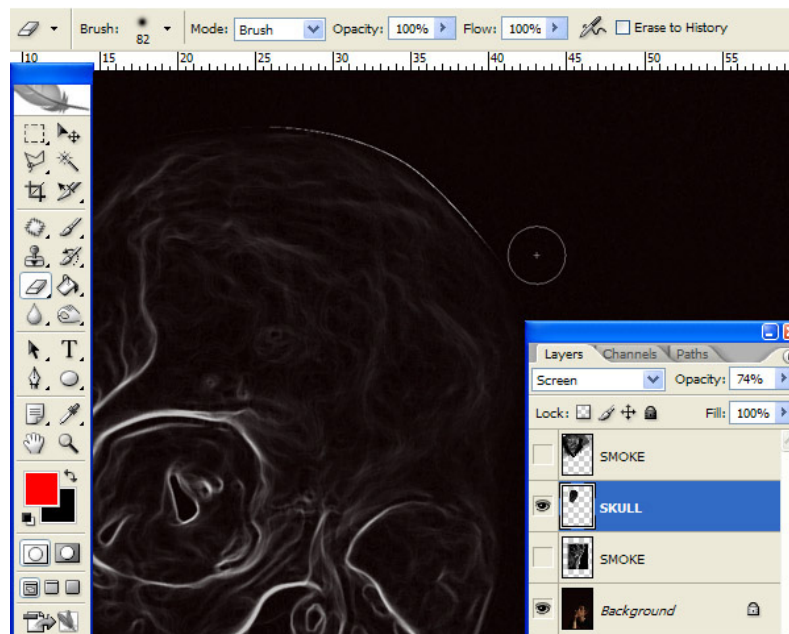 Brush: 82 Mode: Brush Opacity: 100% Flow: 100% Erase to History
10 15 20 25 30 35 40 45 50 55
T
Layers Channels Paths
Screen Opacity: 74%
Lock: Fill: 100%
SMOKE
SKULL
SMOKE
Background